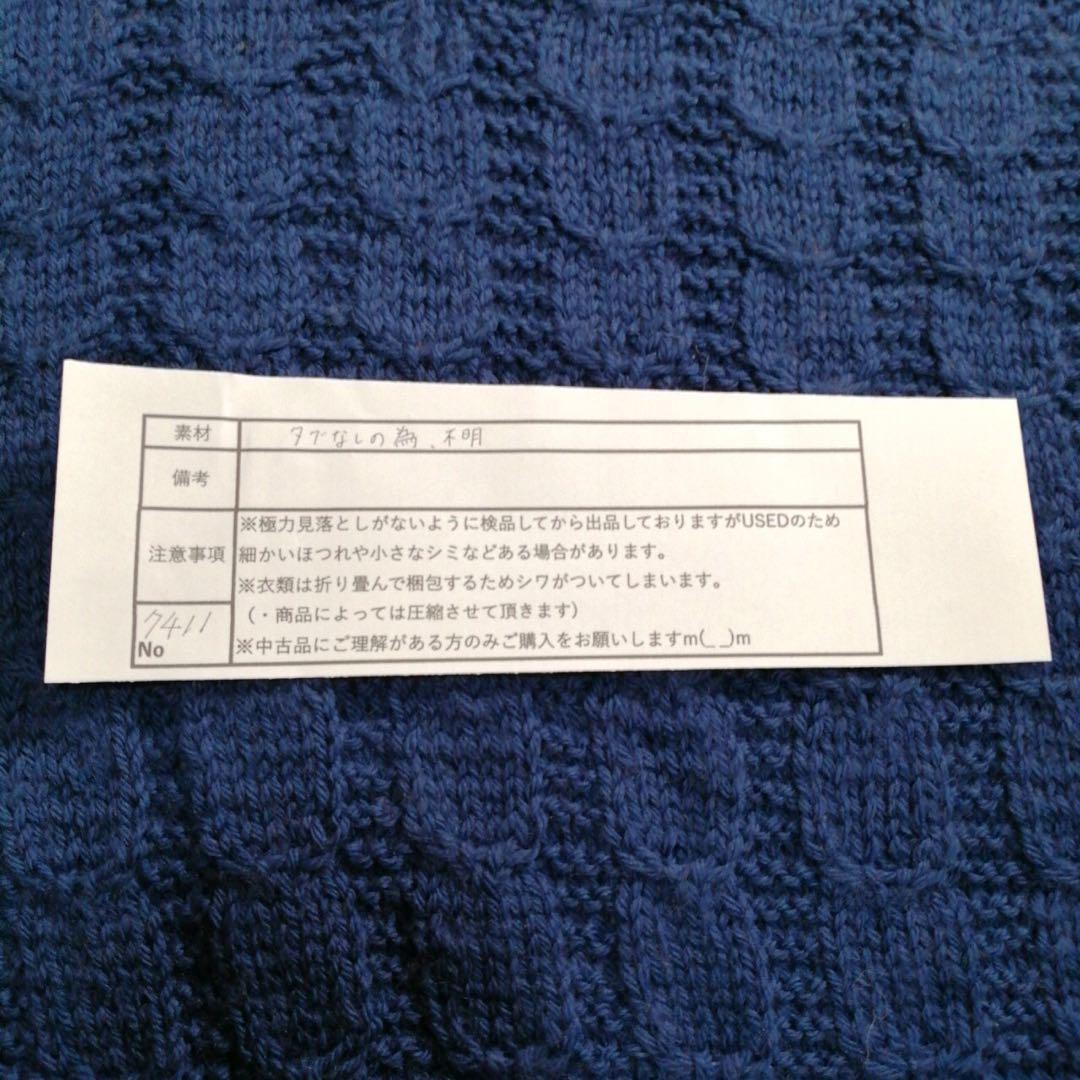 素材 タブなしの為、不明
備考
注意事項
※極力見落としがないように検品してから出品しておりますがUSEDのため
細かいほつれや小さなシミなどある場合があります。
※衣類は折り畳んで梱包するためシワがついてしまいます。
（・商品によっては圧縮させて頂きます）
※中古品にご理解がある方のみご購入をお願いしますm(_ _)m
7411
No